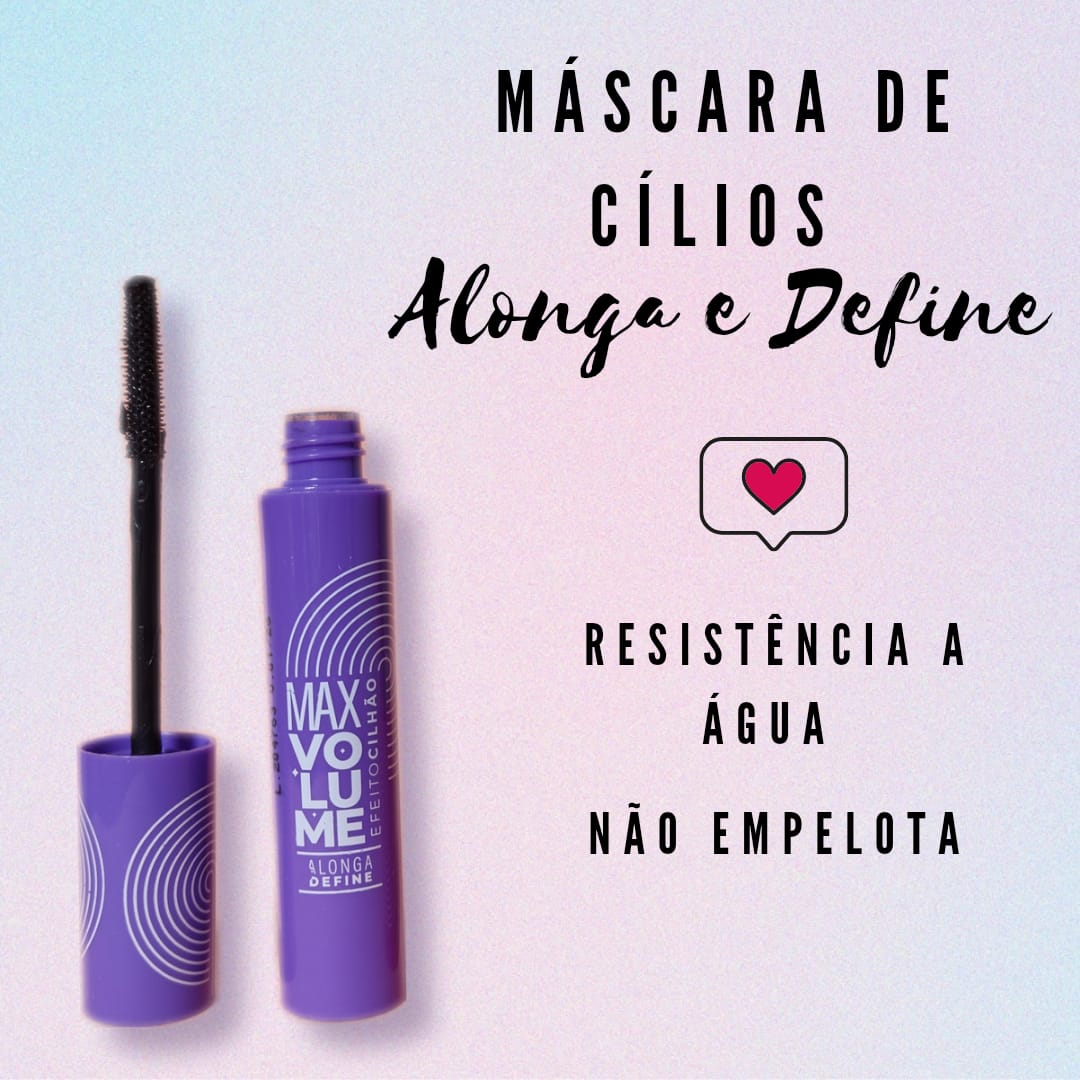 MÁSCARA DE
CÍLIOS
Alonga e Define
RESISTÊNCIA A
ÁGUA
NÃO EMPELOTA
MAX
VO
LU
ME
EFEITO CILHÃO
ALONGA
DEFINE